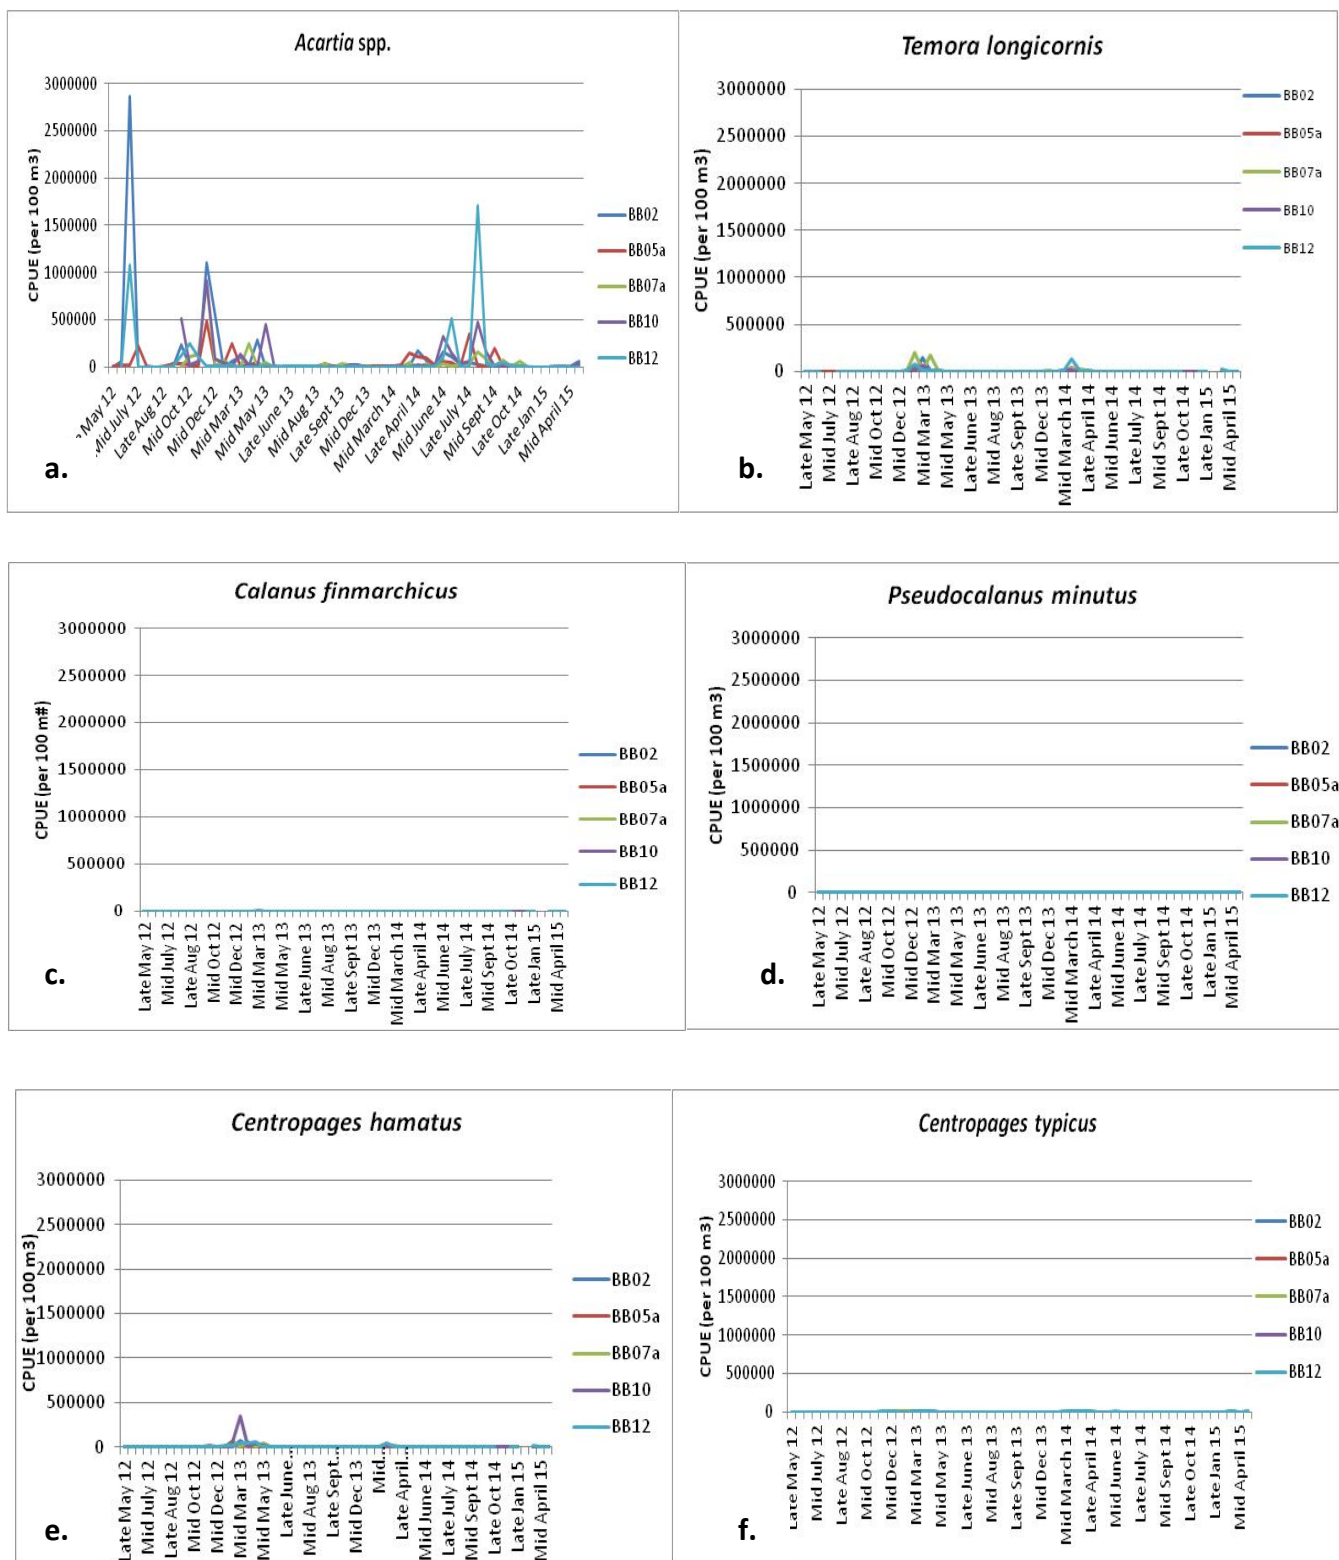 Acartia spp.
CPUE (per 100 m3)
3000000
2500000
2000000
1500000
1000000
500000
0
May 12
Mid July 12
Late Aug 12
Mid Oct 12
Mid Dec 12
Mid Mar 13
Mid May 13
Late June 13
Mid Aug 13
Late Sept 13
Mid Dec 13
Mid March 14
Late April 14
Mid June 14
Late July 14
Mid Sept 14
Late Oct 14
Late Jan 15
Mid April 15
BB02
BB05a
BB07a
BB10
BB12
a.
Temora longicornis
CPUE (per 100 m3)
3000000
2500000
2000000
1500000
1000000
500000
0
Late May 12
Mid July 12
Late Aug 12
Mid Oct 12
Mid Dec 12
Mid Mar 13
Mid May 13
Late June 13
Mid Aug 13
Late Sept 13
Mid Dec 13
Mid March 14
Late April 14
Mid June 14
Late July 14
Mid Sept 14
Late Oct 14
Late Jan 15
Mid April 15
BB02
BB05a
BB07a
BB10
BB12
b.
Calanus finmarchicus
CPUE (per 100 m#)
3000000
2500000
2000000
1500000
1000000
500000
0
Late May 12
Mid July 12
Late Aug 12
Mid Oct 12
Mid Dec 12
Mid Mar 13
Mid May 13
Late June 13
Mid Aug 13
Late Sept 13
Mid Dec 13
Mid March 14
Late April 14
Mid June 14
Late July 14
Mid Sept 14
Late Oct 14
Late Jan 15
Mid April 15
BB02
BB05a
BB07a
BB10
BB12
c.
Pseudocalanus minutus
CPUE (per 100 m3)
3000000
2500000
2000000
1500000
1000000
500000
0
Late May 12
Mid July 12
Late Aug 12
Mid Oct 12
Mid Dec 12
Mid Mar 13
Mid May 13
Late June 13
Mid Aug 13
Late Sept 13
Mid Dec 13
Mid March 14
Late April 14
Mid June 14
Late July 14
Mid Sept 14
Late Oct 14
Late Jan 15
Mid April 15
BB02
BB05a
BB07a
BB10
BB12
d.
Centropages hamatus
CPUE (per 100 m3)
3000000
2500000
2000000
1500000
1000000
500000
0
Late May 12
Mid July 12
Late Aug 12
Mid Oct 12
Mid Dec 12
Mid Mar 13
Mid May 13
Late June...
Mid Aug 13
Late Sept...
Mid Dec 13
Mid...
Late April...
Mid June 14
Late July 14
Mid Sept 14
Late Oct 14
Late Jan 15
Mid April 15
BB02
BB05a
BB07a
BB10
BB12
e.
Centropages typicus
CPUE (per 100 m3)
3000000
2500000
2000000
1500000
1000000
500000
0
Late May 12
Mid July 12
Late Aug 12
Mid Oct 12
Mid Dec 12
Mid Mar 13
Mid May 13
Late June 13
Mid Aug 13
Late Sept 13
Mid Dec 13
Mid March 14
Late April 14
Mid June 14
Late July 14
Mid Sept 14
Late Oct 14
Late Jan 15
Mid April 15
BB02
BB05a
BB07a
BB10
BB12
f.